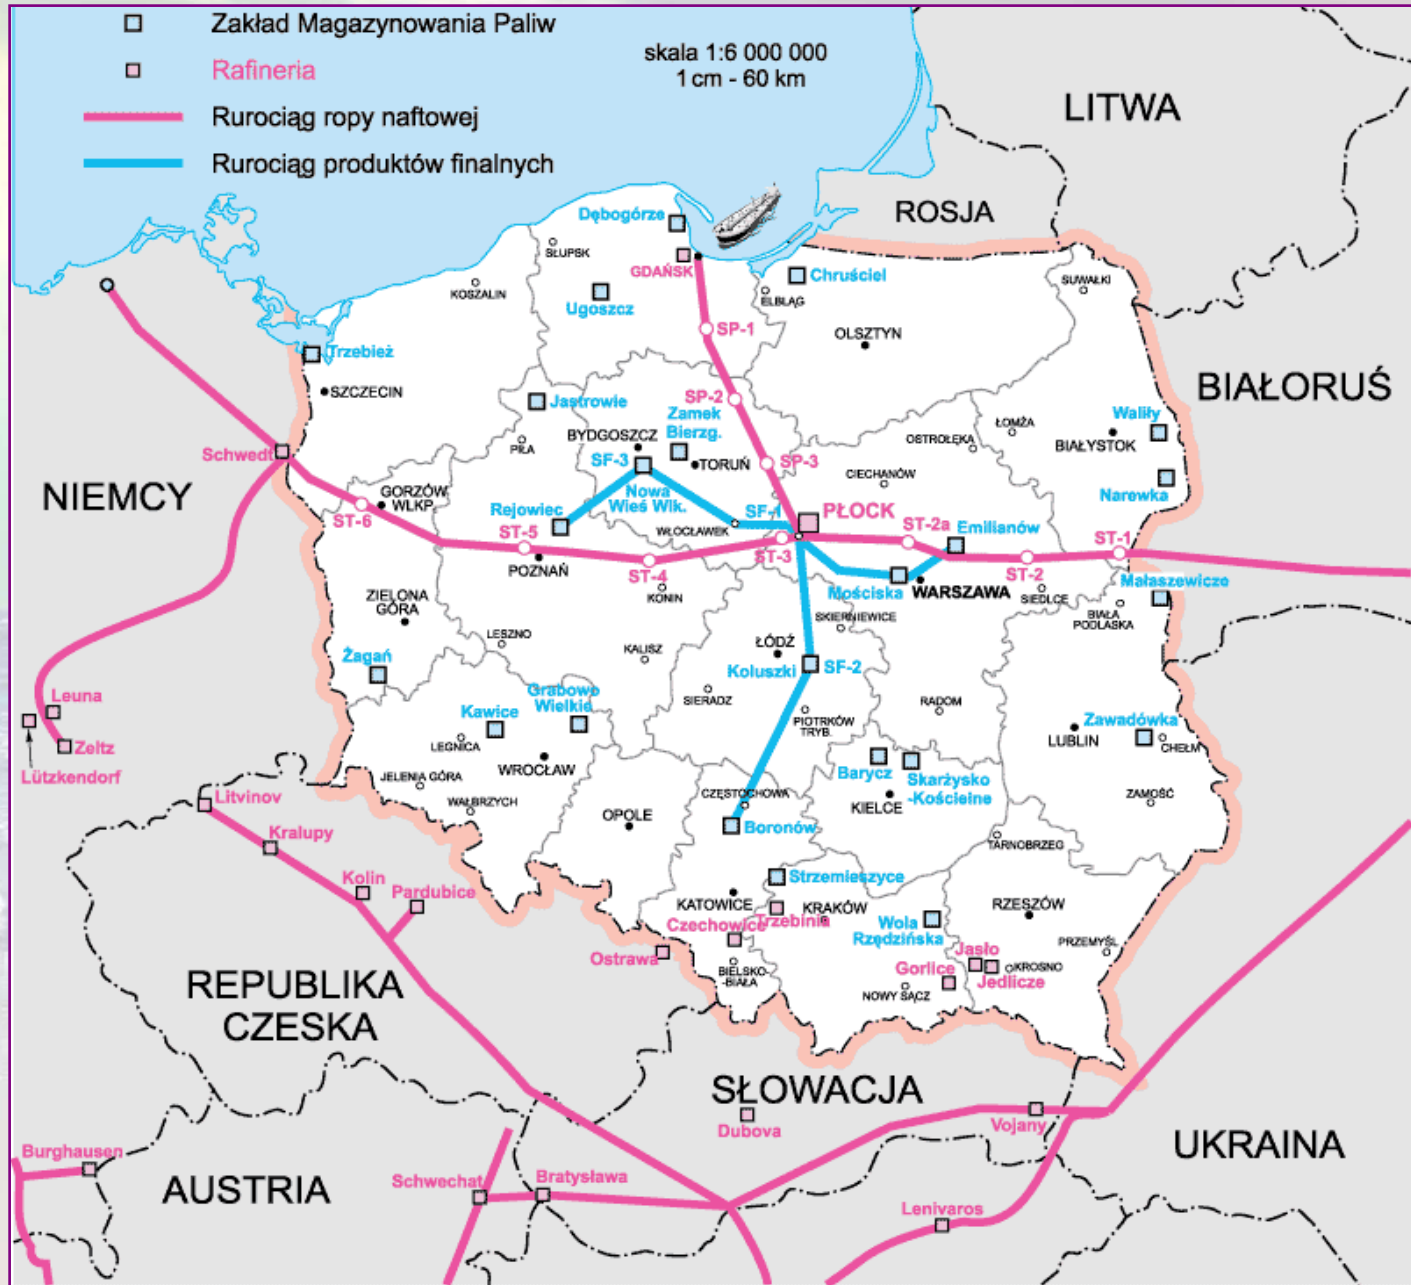 Zakład Magazynowania Paliw
Rafineria
Rurociąg ropy naftowej
Rurociąg produktów finalnych
skala 1:6 000 000
1 cm - 60 km
LITWA
ROSJA
BIAŁORUŚ
NIEMCY
REPUBLIKA
CZESKA
AUSTRIA
SŁOWACJA
UKRAINA
Dębogórze
SŁUPSK
GDAŃSK
KOSZALIN
Ugoszcz
ELBLĄG
Chruściel
SUWAŁKI
SP-1
OLSZTYN
Trzebież
SZCZECIN
Jastrowie
SP-2
Zamek
Bierzg.
BYDGOSZCZ
PIŁA
TORUŃ
SF-3
SP-3
OSTROŁĘKA
ŁOMŻA
Waliły
BIAŁYSTOK
CIECHANÓW
Narewka
Schwedt
GORZÓW
WLKP
ST-6
Rejowiec
Nowa
Wieś Wlk.
SF-1
WŁOCŁAWEK
PŁOCK
ST-2a
Emilianów
ST-1
ST-5
POZNAŃ
ST-4
ST-3
KONIN
Mościska
WARSZAWA
ST-2
SIEDLCE
Małaszewicze
BIAŁA
PODLASKA
ZIELONA
GÓRA
LESZNO
KALISZ
SKIERNIEWICE
ŁÓDŹ
Koluszki
SF-2
Żagań
SIERADZ
RADOM
Grabowo
Wielkie
Kawice
LEGNICA
PIOTRKÓW
TRYB.
Zawadówka
LUBLIN
CHEŁM
Leuna
Zeltz
Lützkendorf
WROCŁAW
JELENIA GÓRA
WAŁBRZYCH
Barycz
Skarżysko
-Kościelne
KIELCE
ZAMOŚĆ
CZĘSTOCHOWA
OPOLE
Boronów
TARNOBRZEG
Litvinov
Kralupy
Kolin
Pardubice
Strzemieszyce
KATOWICE
Trzebinia
KRAKÓW
Czechowice
Wola
Rzędzińska
RZESZÓW
PRZEMYŚL
Ostrawa
BIELSKO-
-BIAŁA
Jasło
Gorlice
Jedlicze
KROSNO
NOWY SĄCZ
Dubova
Vojany
Burghausen
Schwechat
Bratysława
Lenivaros